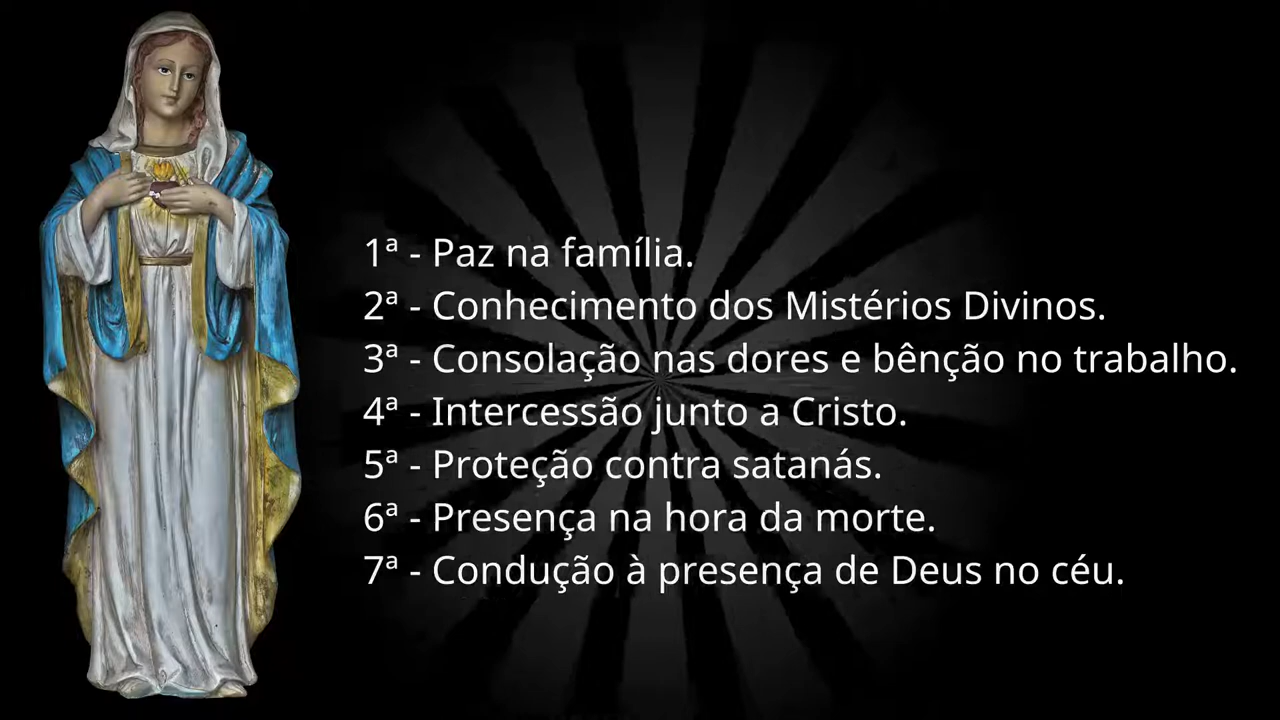 1ª - Paz na família.
2ª - Conhecimento dos Mistérios Divinos.
3ª - Consolação nas dores e bênção no trabalho.
4ª - Intercessão junto a Cristo.
5ª - Proteção contra satanás.
6ª - Presença na hora da morte.
7ª - Condução à presença de Deus no céu.